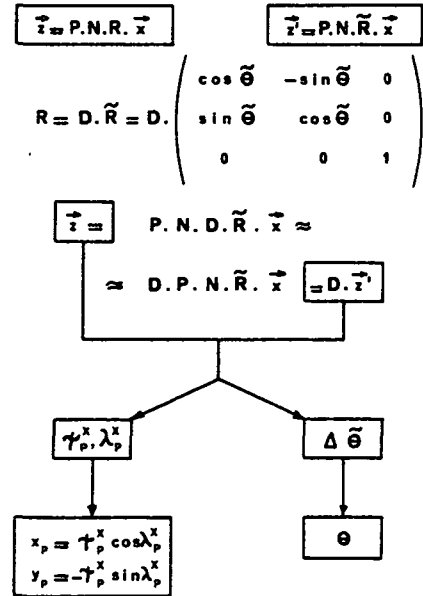 z⃗ = P.N.R. x⃗
z⃗' = P.N.R̃. x⃗
R = D.R̃ = D. ( cos Θ̃ -sin Θ̃ 0
sin Θ̃ cos Θ̃ 0
0 0 1 )
z⃗ = P. N. D. R̃ . x⃗ ≈
≈ D. P. N. R̃ . x⃗ = D. z⃗'
ψ_p^x, λ_p^x
Δ Θ̃
x_p = ψ_p^x cosλ_p^x
y_p = -ψ_p^x sinλ_p^x
Θ